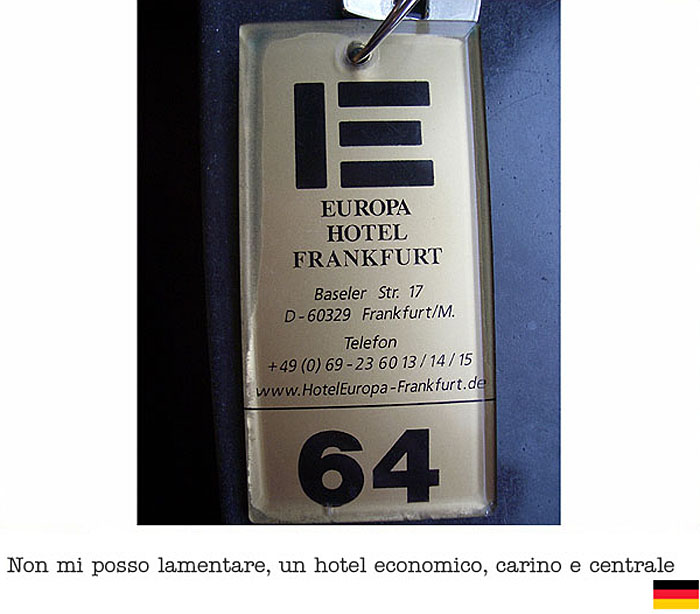 EUROPA
HOTEL
FRANKFURT
Baseler Str. 17
D-60329 Frankfurt/M.
Telefon
+49 (0) 69-23 60 13 / 14 / 15
www.HotelEuropa-Frankfurt.de
64
Non mi posso lamentare, un hotel economico, carino e centrale